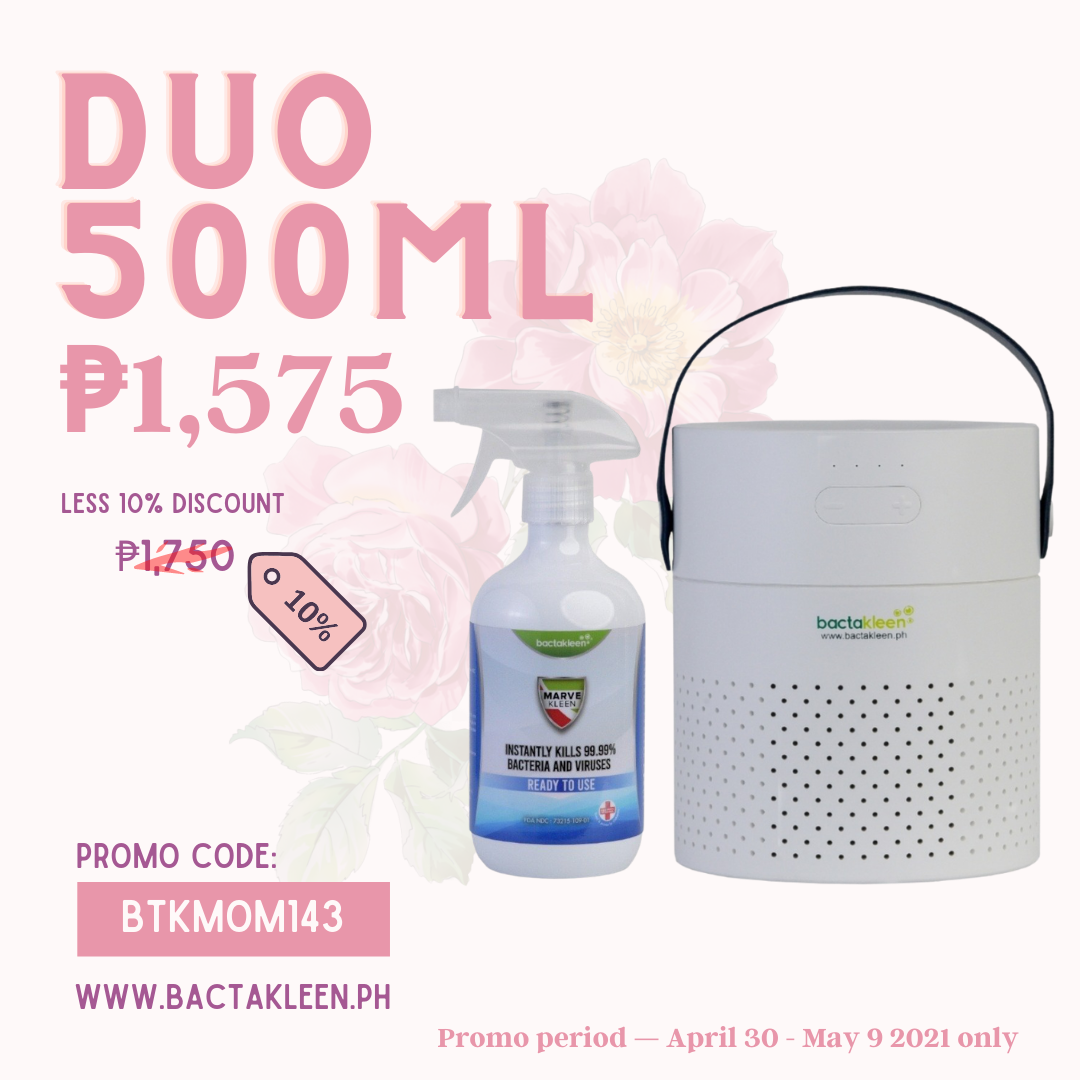 DUO
500ML
₱1,575
LESS 10% DISCOUNT
₱1,750
10%
bactakleen
MARVE
KLEEN
INSTANTLY KILLS 99.99%
BACTERIA AND VIRUSES
READY TO USE
bactakleen
www.bactakleen.ph
PROMO CODE:
BTKMOM143
WWW.BACTAKLEEN.PH
Promo period — April 30 - May 9 2021 only